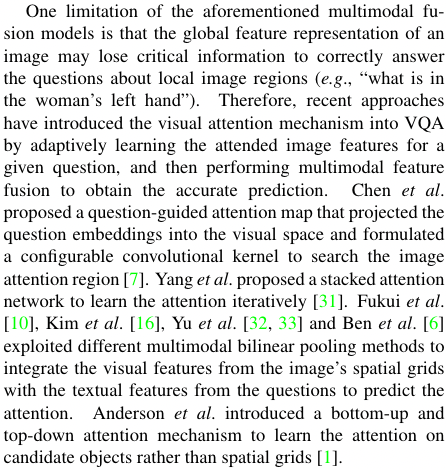 One limitation of the aforementioned multimodal fu-
sion models is that the global feature representation of an
image may lose critical information to correctly answer
the questions about local image regions (e.g., “what is in
the woman’s left hand”). Therefore, recent approaches
have introduced the visual attention mechanism into VQA
by adaptively learning the attended image features for a
given question, and then performing multimodal feature
fusion to obtain the accurate prediction. Chen et al.
proposed a question-guided attention map that projected the
question embeddings into the visual space and formulated
a configurable convolutional kernel to search the image
attention region [7]. Yang et al. proposed a stacked attention
network to learn the attention iteratively [31]. Fukui et al.
[10], Kim et al. [16], Yu et al. [32, 33] and Ben et al. [6]
exploited different multimodal bilinear pooling methods to
integrate the visual features from the image’s spatial grids
with the textual features from the questions to predict the
attention. Anderson et al. introduced a bottom-up and
top-down attention mechanism to learn the attention on
candidate objects rather than spatial grids [1].